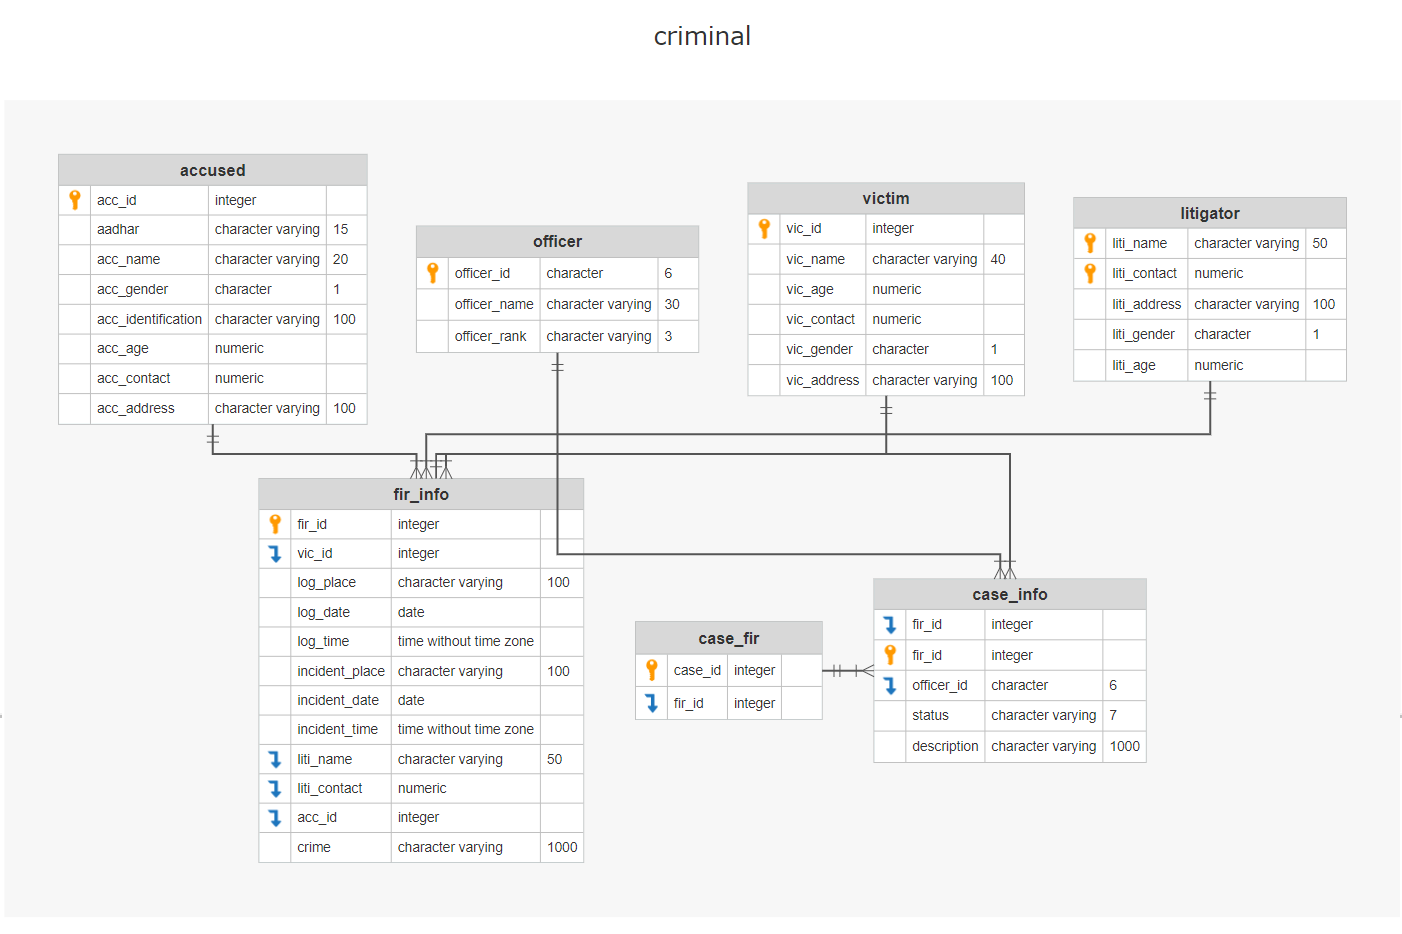 criminal
accused
acc_id integer
aadhar character varying 15
acc_name character varying 20
acc_gender character 1
acc_identification character varying 100
acc_age numeric
acc_contact numeric
acc_address character varying 100
officer
officer_id character 6
officer_name character varying 30
officer_rank character varying 3
victim
vic_id integer
vic_name character varying 40
vic_age numeric
vic_contact numeric
vic_gender character 1
vic_address character varying 100
litigator
liti_name character varying 50
liti_contact numeric
liti_address character varying 100
liti_gender character 1
liti_age numeric
fir_info
fir_id integer
vic_id integer
log_place character varying 100
log_date date
log_time time without time zone
incident_place character varying 100
incident_date date
incident_time time without time zone
liti_name character varying 50
liti_contact numeric
acc_id integer
crime character varying 1000
case_fir
case_id integer
fir_id integer
case_info
fir_id integer
fir_id integer
officer_id character 6
status character varying 7
description character varying 1000